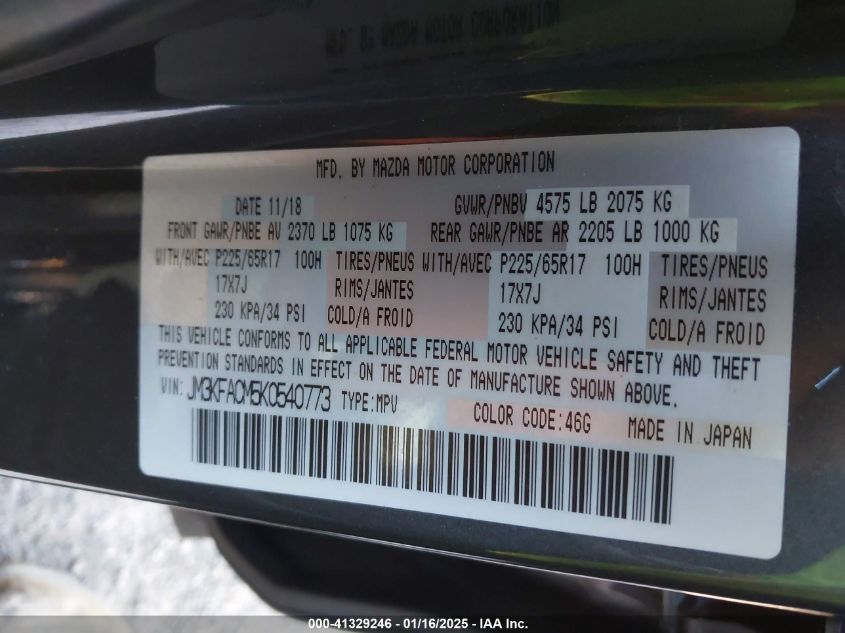 MFD. BY MAZDA MOTOR CORPORATION
DATE 11/18 GVWR/PNBV 4575 LB 2075 KG
FRONT GAWR/PNBE AV 2370 LB 1075 KG REAR GAWR/PNBE AR 2205 LB 1000 KG
WITH/AVEC P225/65R17 100H TIRES/PNEUS WITH/AVEC P225/65R17 100H TIRES/PNEUS
17X7J RIMS/JANTES 17X7J RIMS/JANTES
230 KPA/34 PSI COLD/A FROID 230 KPA/34 PSI COLD/A FROID
THIS VEHICLE CONFORMS TO ALL APPLICABLE FEDERAL MOTOR VEHICLE SAFETY AND THEFT
PREVENTION STANDARDS IN EFFECT ON THE DATE OF MANUFACTURE SHOWN ABOVE.
VIN: JM3KFACM5K0540773 TYPE:MPV COLOR CODE:46G MADE IN JAPAN
000-41329246 - 01/16/2025 - IAA Inc.